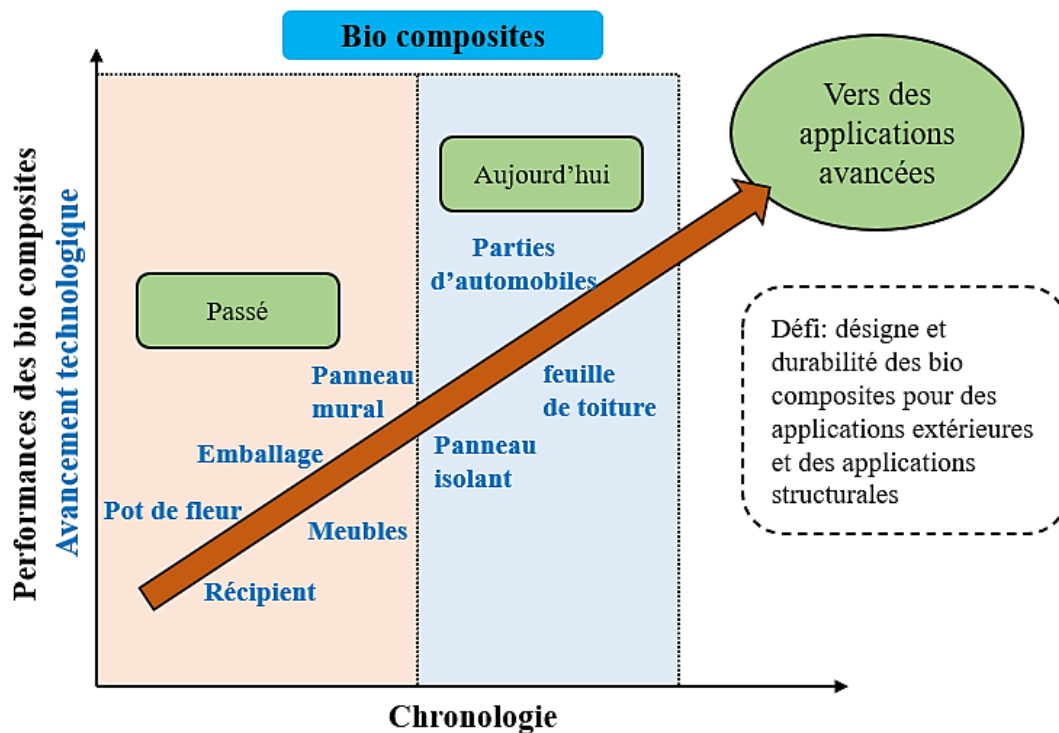 Bio composites
Performances des bio composites
Avancement technologique
Passé
Aujourd’hui
Vers des
applications
avancées
Parties
d’automobiles
Panneau
mural
feuille
de toiture
Emballage
Panneau
isolant
Pot de fleur
Meubles
Récipient
Défi: désigne et
durabilité des bio
composites pour des
applications extérieures
et des applications
structurales
Chronologie